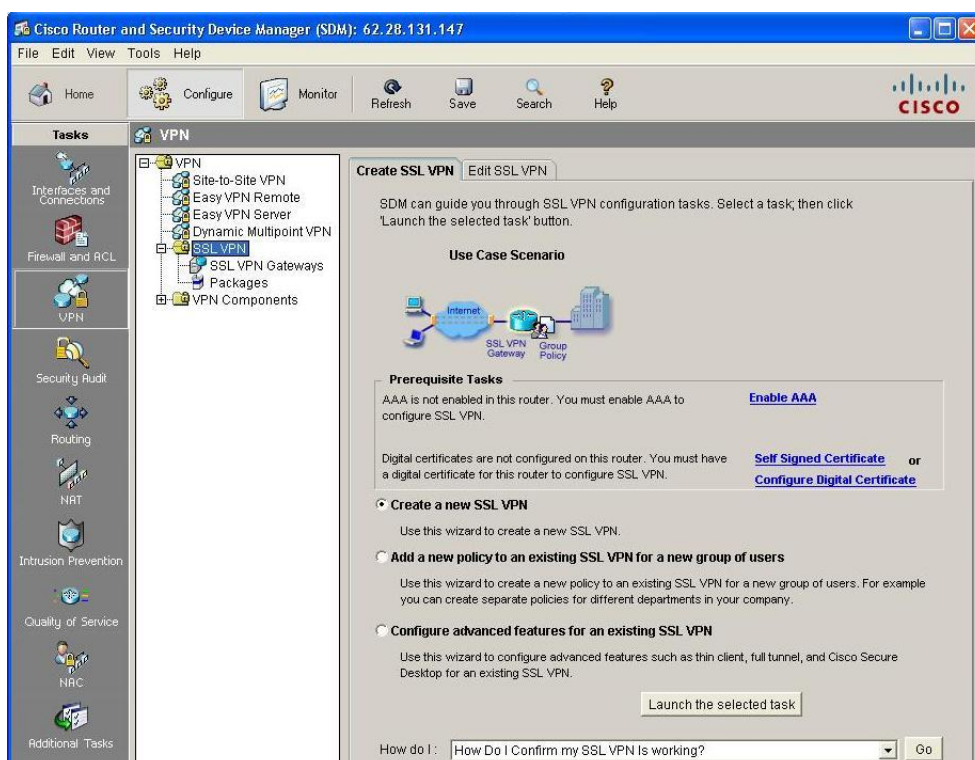 Cisco Router and Security Device Manager (SDM): 62.28.131.147
File Edit View Tools Help
Home Configure Monitor Refresh Save Search Help
CISCO
Tasks
VPN
Interfaces and
Connections
Firewall and ACL
VPN
Security Audit
Routing
NAT
Intrusion Prevention
Quality of Service
NAC
Additional Tasks
VPN
Site-to-Site VPN
Easy VPN Remote
Easy VPN Server
Dynamic Multipoint VPN
SSL VPN
SSL VPN Gateways
Packages
VPN Components
Create SSL VPN Edit SSL VPN
SDM can guide you through SSL VPN configuration tasks. Select a task; then click
'Launch the selected task' button.
Use Case Scenario
Internet
SSL VPN
Gateway
Group
Policy
Prerequisite Tasks
AAA is not enabled in this router. You must enable AAA to
configure SSL VPN.
Enable AAA
Digital certificates are not configured on this router. You must have
a digital certificate for this router to configure SSL VPN.
Self Signed Certificate or
Configure Digital Certificate
Create a new SSL VPN
Use this wizard to create a new SSL VPN.
Add a new policy to an existing SSL VPN for a new group of users
Use this wizard to create a new policy to an existing SSL VPN for a new group of users. For example
you can create separate policies for different departments in your company.
Configure advanced features for an existing SSL VPN
Use this wizard to configure advanced features such as thin client, full tunnel, and Cisco Secure
Desktop for an existing SSL VPN.
Launch the selected task
How do I : How Do I Confirm my SSL VPN Is working? Go